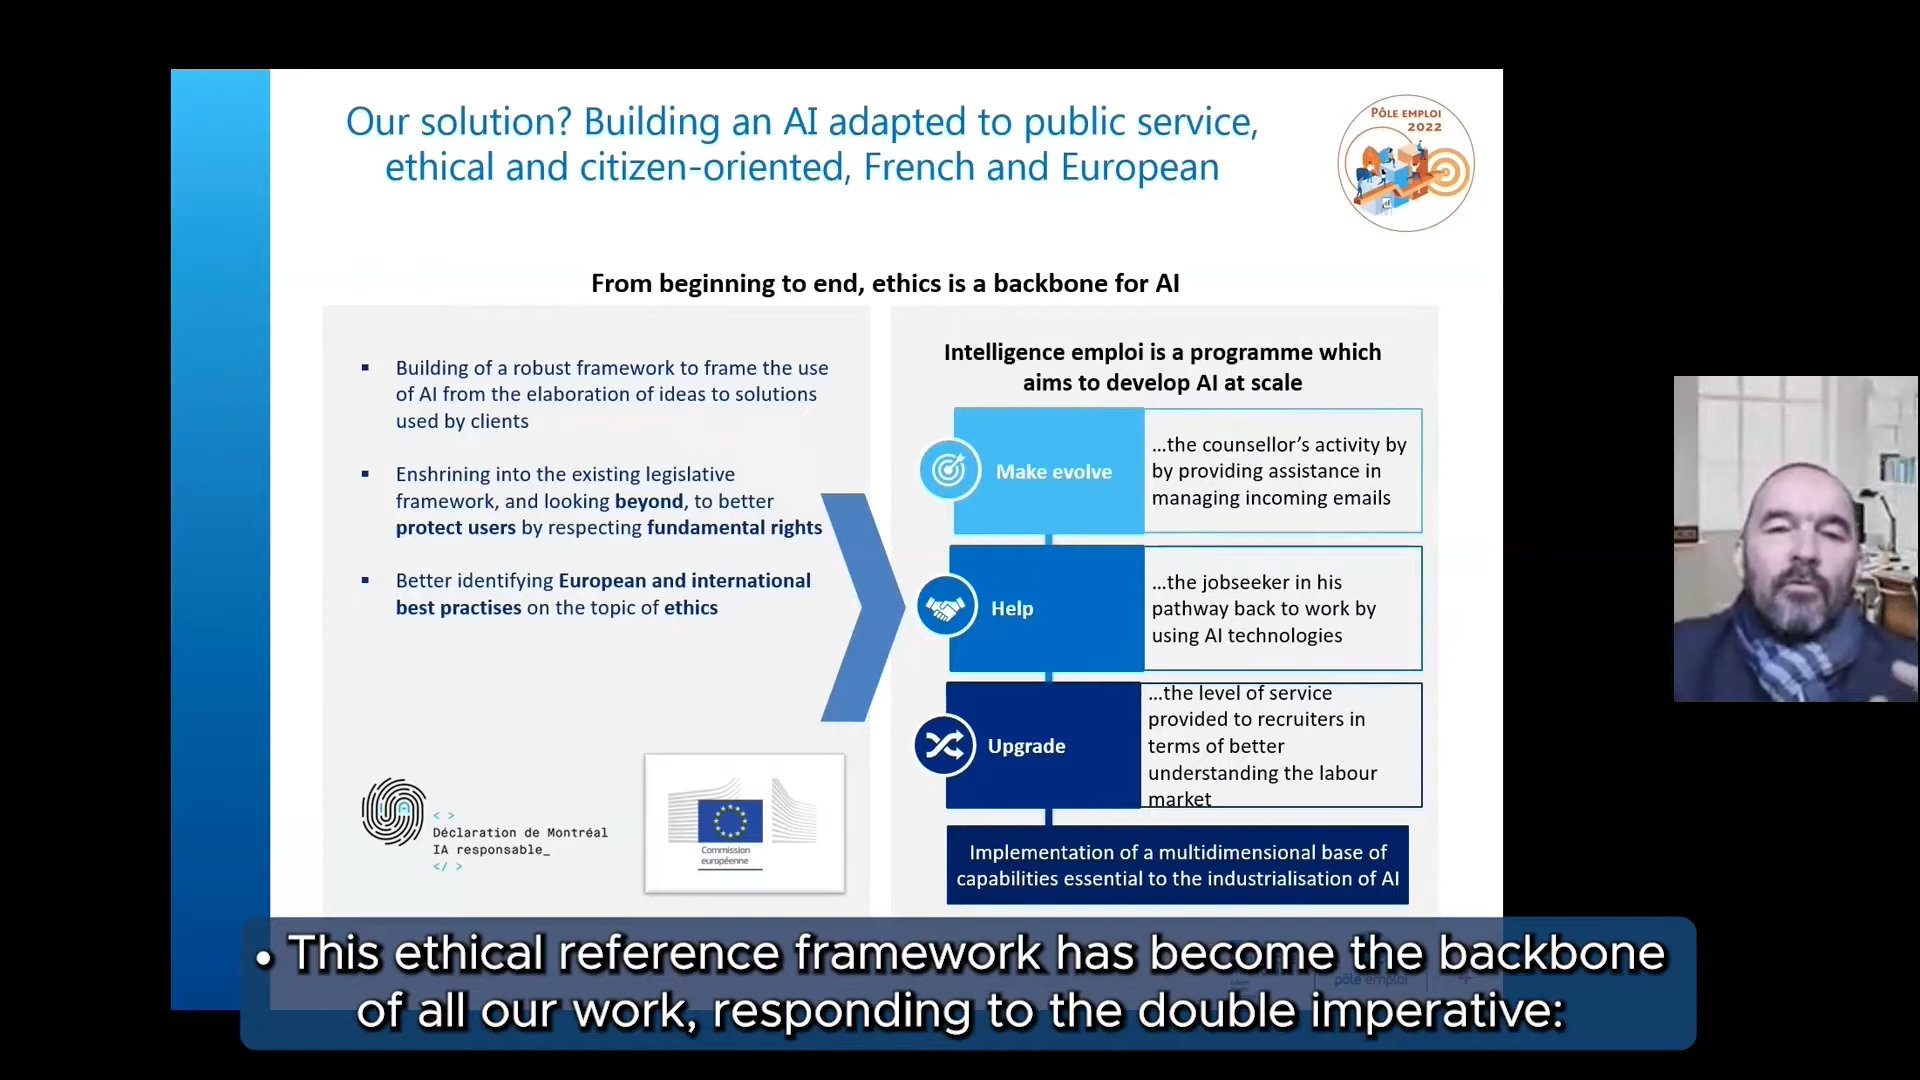 Our solution? Building an AI adapted to public service,
ethical and citizen-oriented, French and European
PÔLE EMPLOI
2022
From beginning to end, ethics is a backbone for AI
▪ Building of a robust framework to frame the use
of AI from the elaboration of ideas to solutions
used by clients
▪ Enshrining into the existing legislative
framework, and looking beyond, to better
protect users by respecting fundamental rights
▪ Better identifying European and international
best practises on the topic of ethics
< >
Déclaration de Montréal
IA responsable_
</ >
Commission
européenne
Intelligence emploi is a programme which
aims to develop AI at scale
Make evolve
...the counsellor's activity by
by providing assistance in
managing incoming emails
Help
...the jobseeker in his
pathway back to work by
using AI technologies
Upgrade
...the level of service
provided to recruiters in
terms of better
understanding the labour
market
Implementation of a multidimensional base of
capabilities essential to the industrialisation of AI
pôle emploi
• This ethical reference framework has become the backbone
of all our work, responding to the double imperative: